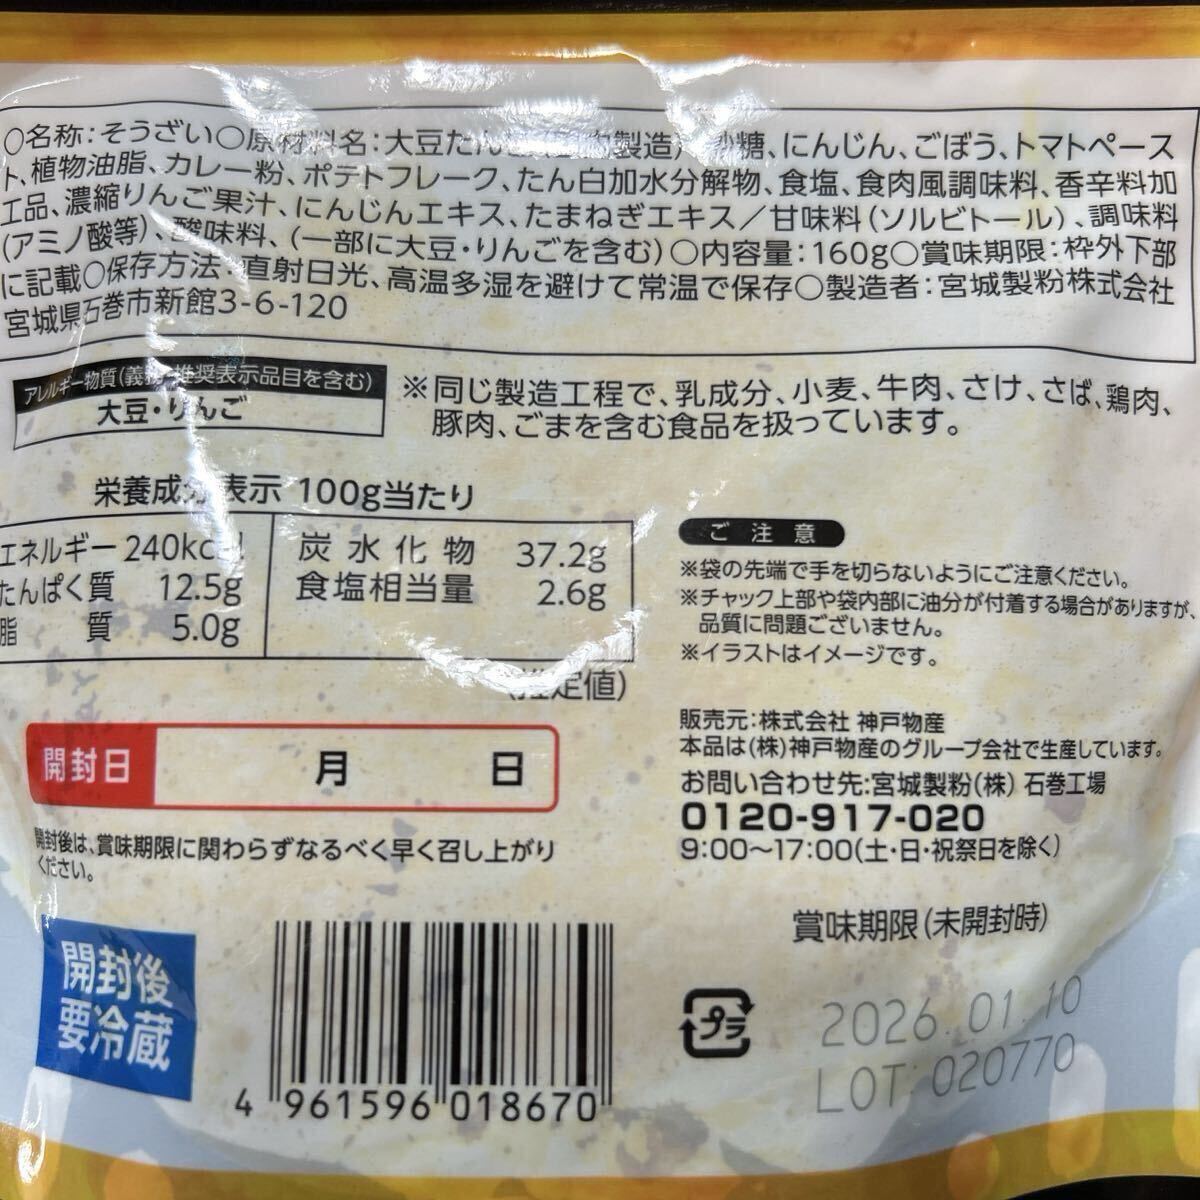 〇名称：そうざい〇原材料名：大豆たん 製造）、砂糖、にんじん、ごぼう、トマトペース
ト、植物油脂、カレー粉、ポテトフレーク、たん白加水分解物、食塩、食肉風調味料、香辛料加
工品、濃縮りんご果汁、にんじんエキス、たまねぎエキス／甘味料（ソルビトール）、調味料
（アミノ酸等）、酸味料、（一部に大豆・りんごを含む）〇内容量：160g〇賞味期限：枠外下部
に記載〇保存方法：直射日光、高温多湿を避けて常温で保存〇製造者：宮城製粉株式会社
宮城県石巻市新館3-6-120
アレルギー物質（義務・推奨表示品目を含む）
大豆・りんご
※同じ製造工程で、乳成分、小麦、牛肉、さけ、さば、鶏肉、
豚肉、ごまを含む食品を扱っています。
栄養成分表示 100g当たり
エネルギー 240kcal
たんぱく質 12.5g
脂質 5.0g
炭水化物 37.2g
食塩相当量 2.6g
（推定値）
ご注意
※袋の先端で手を切らないようにご注意ください。
※チャック上部や袋内部に油分が付着する場合がありますが、
品質に問題ございません。
※イラストはイメージです。
開封日 月 日
開封後は、賞味期限に関わらずなるべく早く召し上がり
ください。
販売元：株式会社 神戸物産
本品は（株）神戸物産のグループ会社で生産しています。
お問い合わせ先：宮城製粉（株） 石巻工場
0120-917-020
9:00〜17:00（土・日・祝祭日を除く）
賞味期限（未開封時）
開封後
要冷蔵
4 961596 018670
プラ
2026.01.10
LOT: 020770